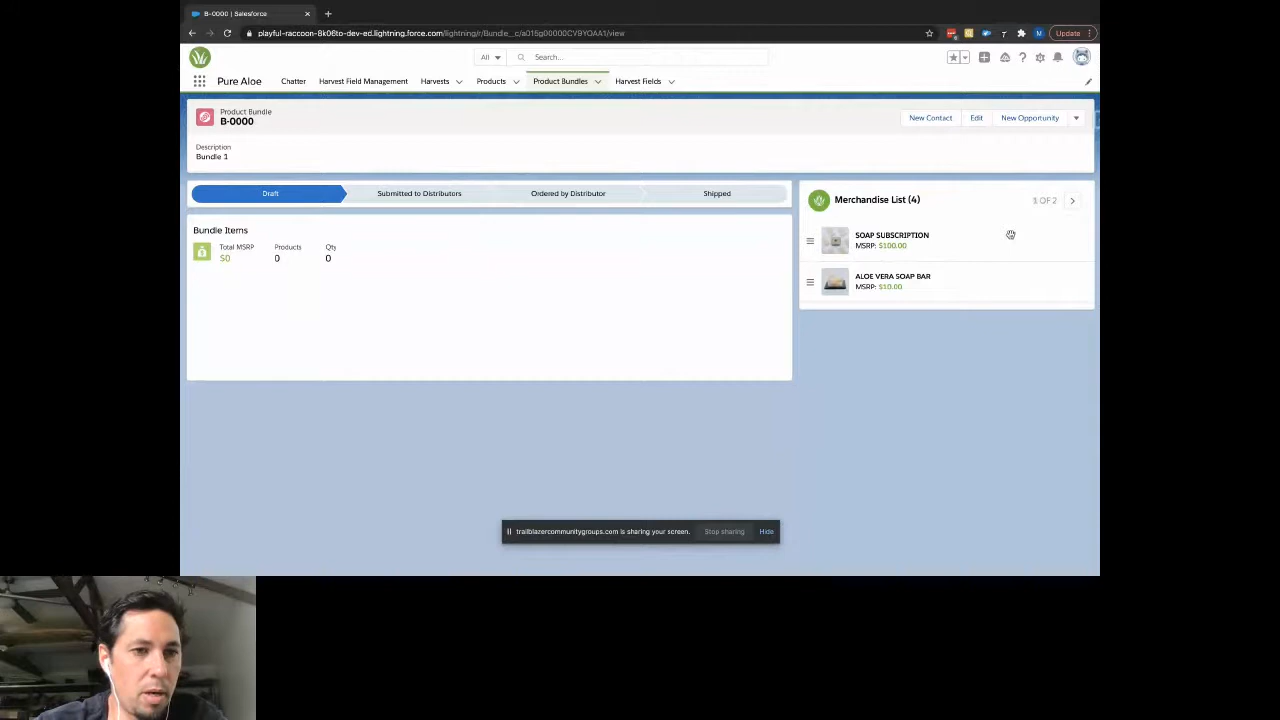 B-0000 | Salesforce
playful-raccoon-8k06to-dev-ed.lightning.force.com/lightning/r/Bundle__c/a015g00000CV9YOAA1/view
Update
All
Search...
Pure Aloe
Chatter
Harvest Field Management
Harvests
Products
Product Bundles
Harvest Fields
Product Bundle
B-0000
New Contact
Edit
New Opportunity
Description
Bundle 1
Draft
Submitted to Distributors
Ordered by Distributor
Shipped
Merchandise List (4)
1 OF 2
SOAP SUBSCRIPTION
MSRP: $100.00
ALOE VERA SOAP BAR
MSRP: $10.00
Bundle Items
Total MSRP Products Qty
$0 0 0
trailblazercommunitygroups.com is sharing your screen. Stop sharing Hide